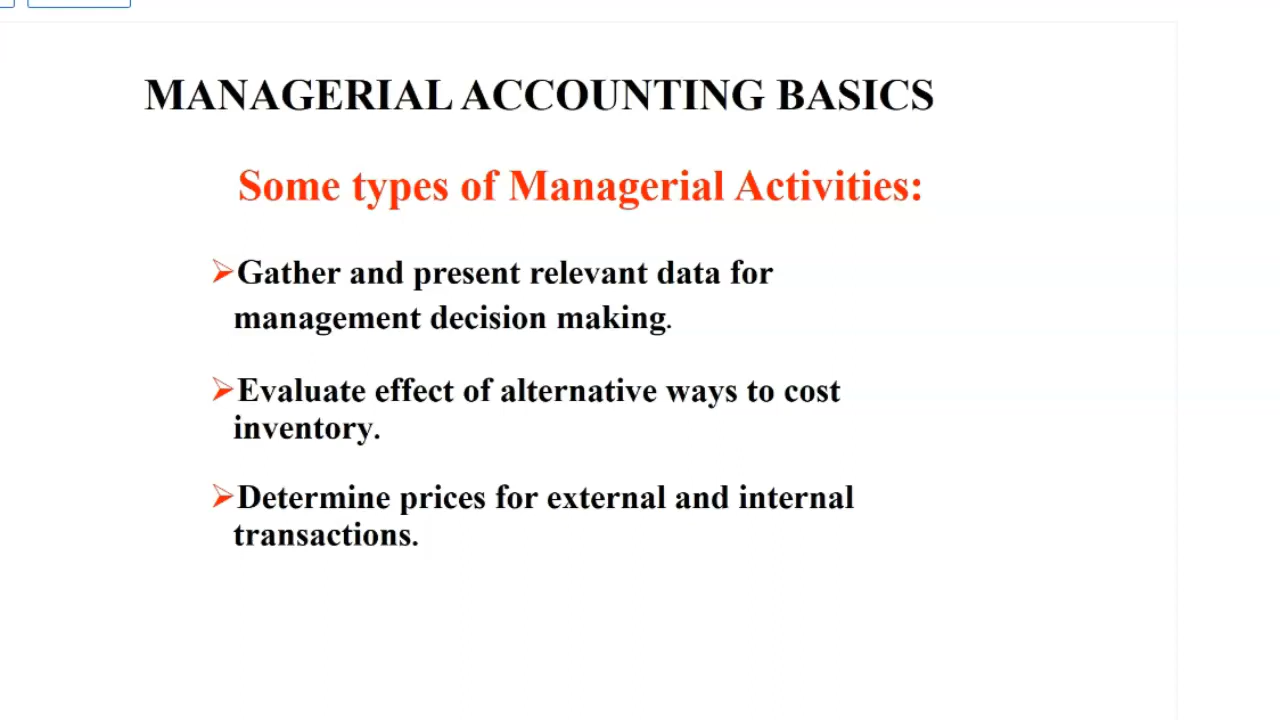 MANAGERIAL ACCOUNTING BASICS
Some types of Managerial Activities:
Gather and present relevant data for
management decision making.
Evaluate effect of alternative ways to cost
inventory.
Determine prices for external and internal
transactions.